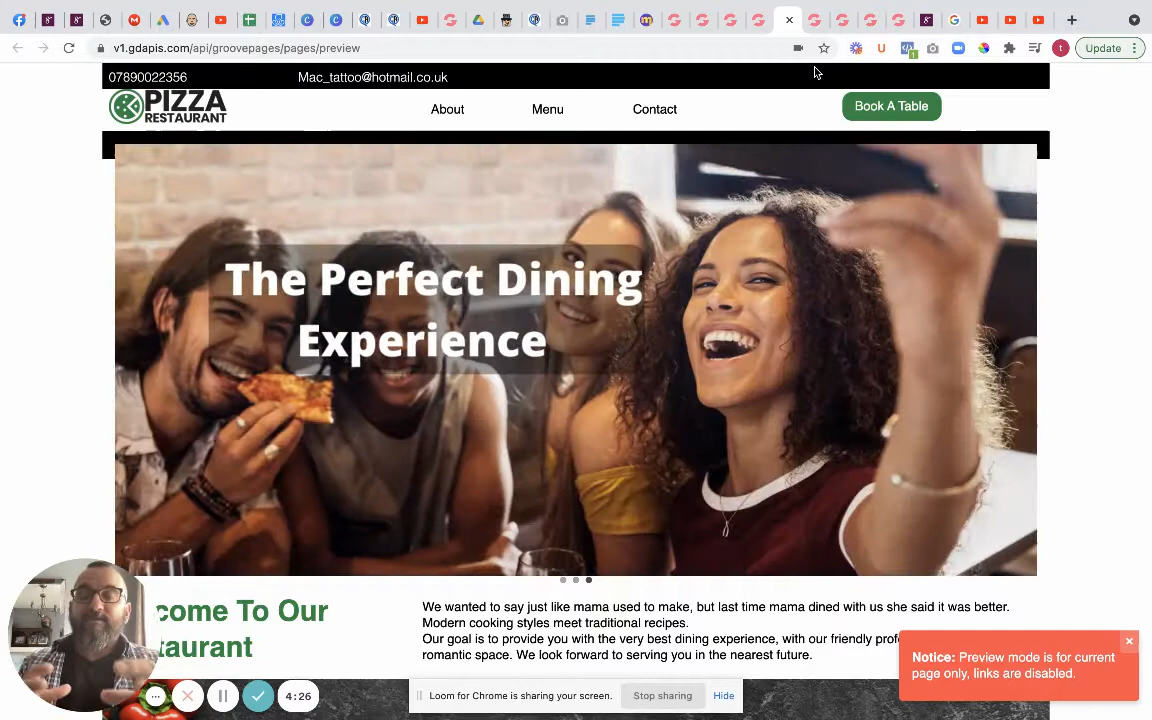 v1.gdapis.com/api/groovepages/pages/preview
Update
07890022356
Mac_tattoo@hotmail.co.uk
PIZZA
RESTAURANT
About
Menu
Contact
Book A Table
The Perfect Dining
Experience
come To Our
taurant
We wanted to say just like mama used to make, but last time mama dined with us she said it was better.
Modern cooking styles meet traditional recipes.
Our goal is to provide you with the very best dining experience, with our friendly
romantic space. We look forward to serving you in the nearest future.
Notice: Preview mode is for current
page only, links are disabled.
4:26
Loom for Chrome is sharing your screen.
Stop sharing
Hide